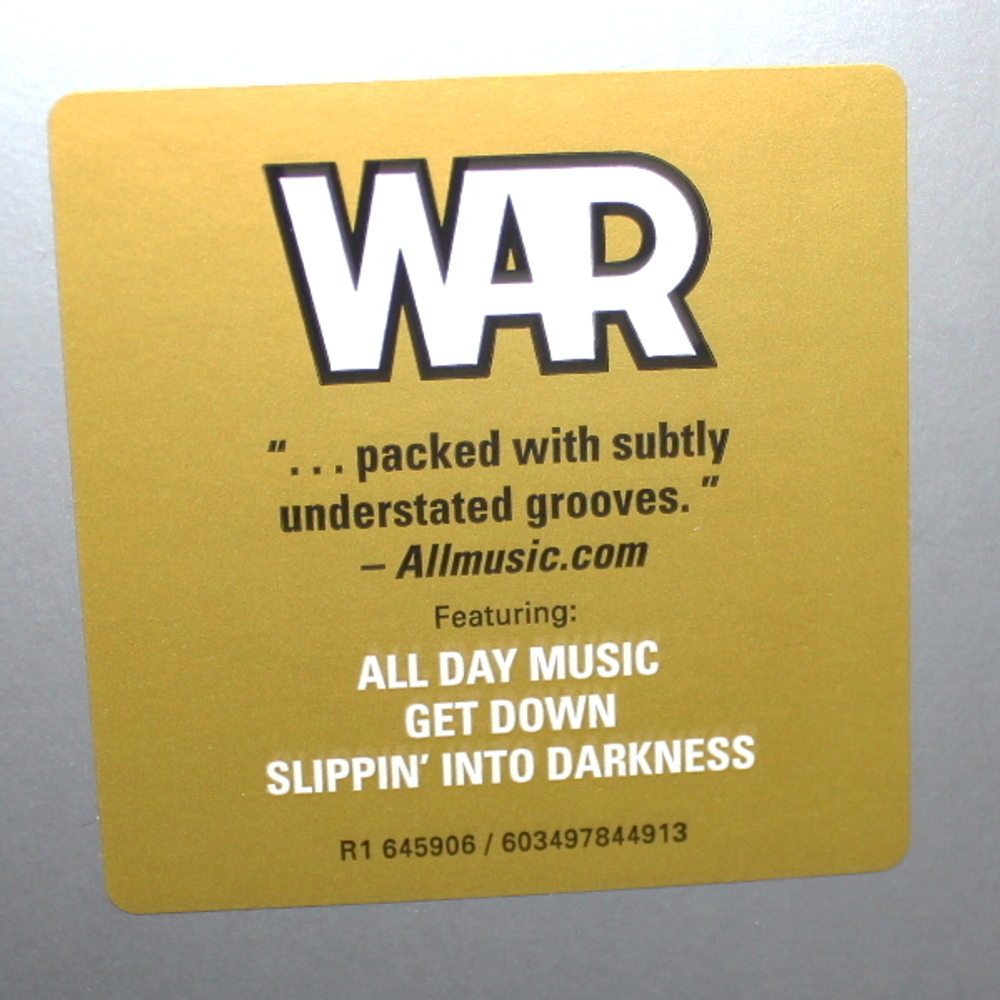 WAR
“. . . packed with subtly
understated grooves.”
– Allmusic.com
Featuring:
ALL DAY MUSIC
GET DOWN
SLIPPIN’ INTO DARKNESS
R1 645906 / 603497844913